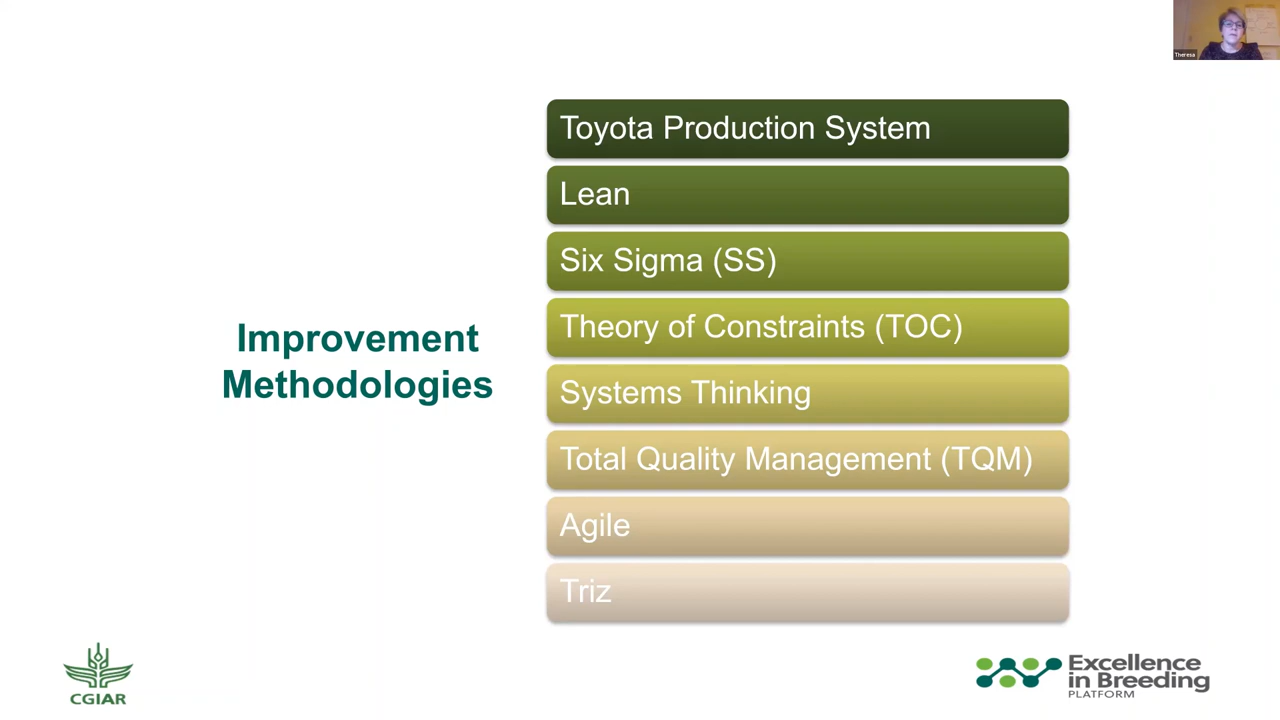 Theresa
Toyota Production System
Lean
Six Sigma (SS)
Theory of Constraints (TOC)
Improvement
Methodologies
Systems Thinking
Total Quality Management (TQM)
Agile
Triz
CGIAR
Excellence
in Breeding
PLATFORM